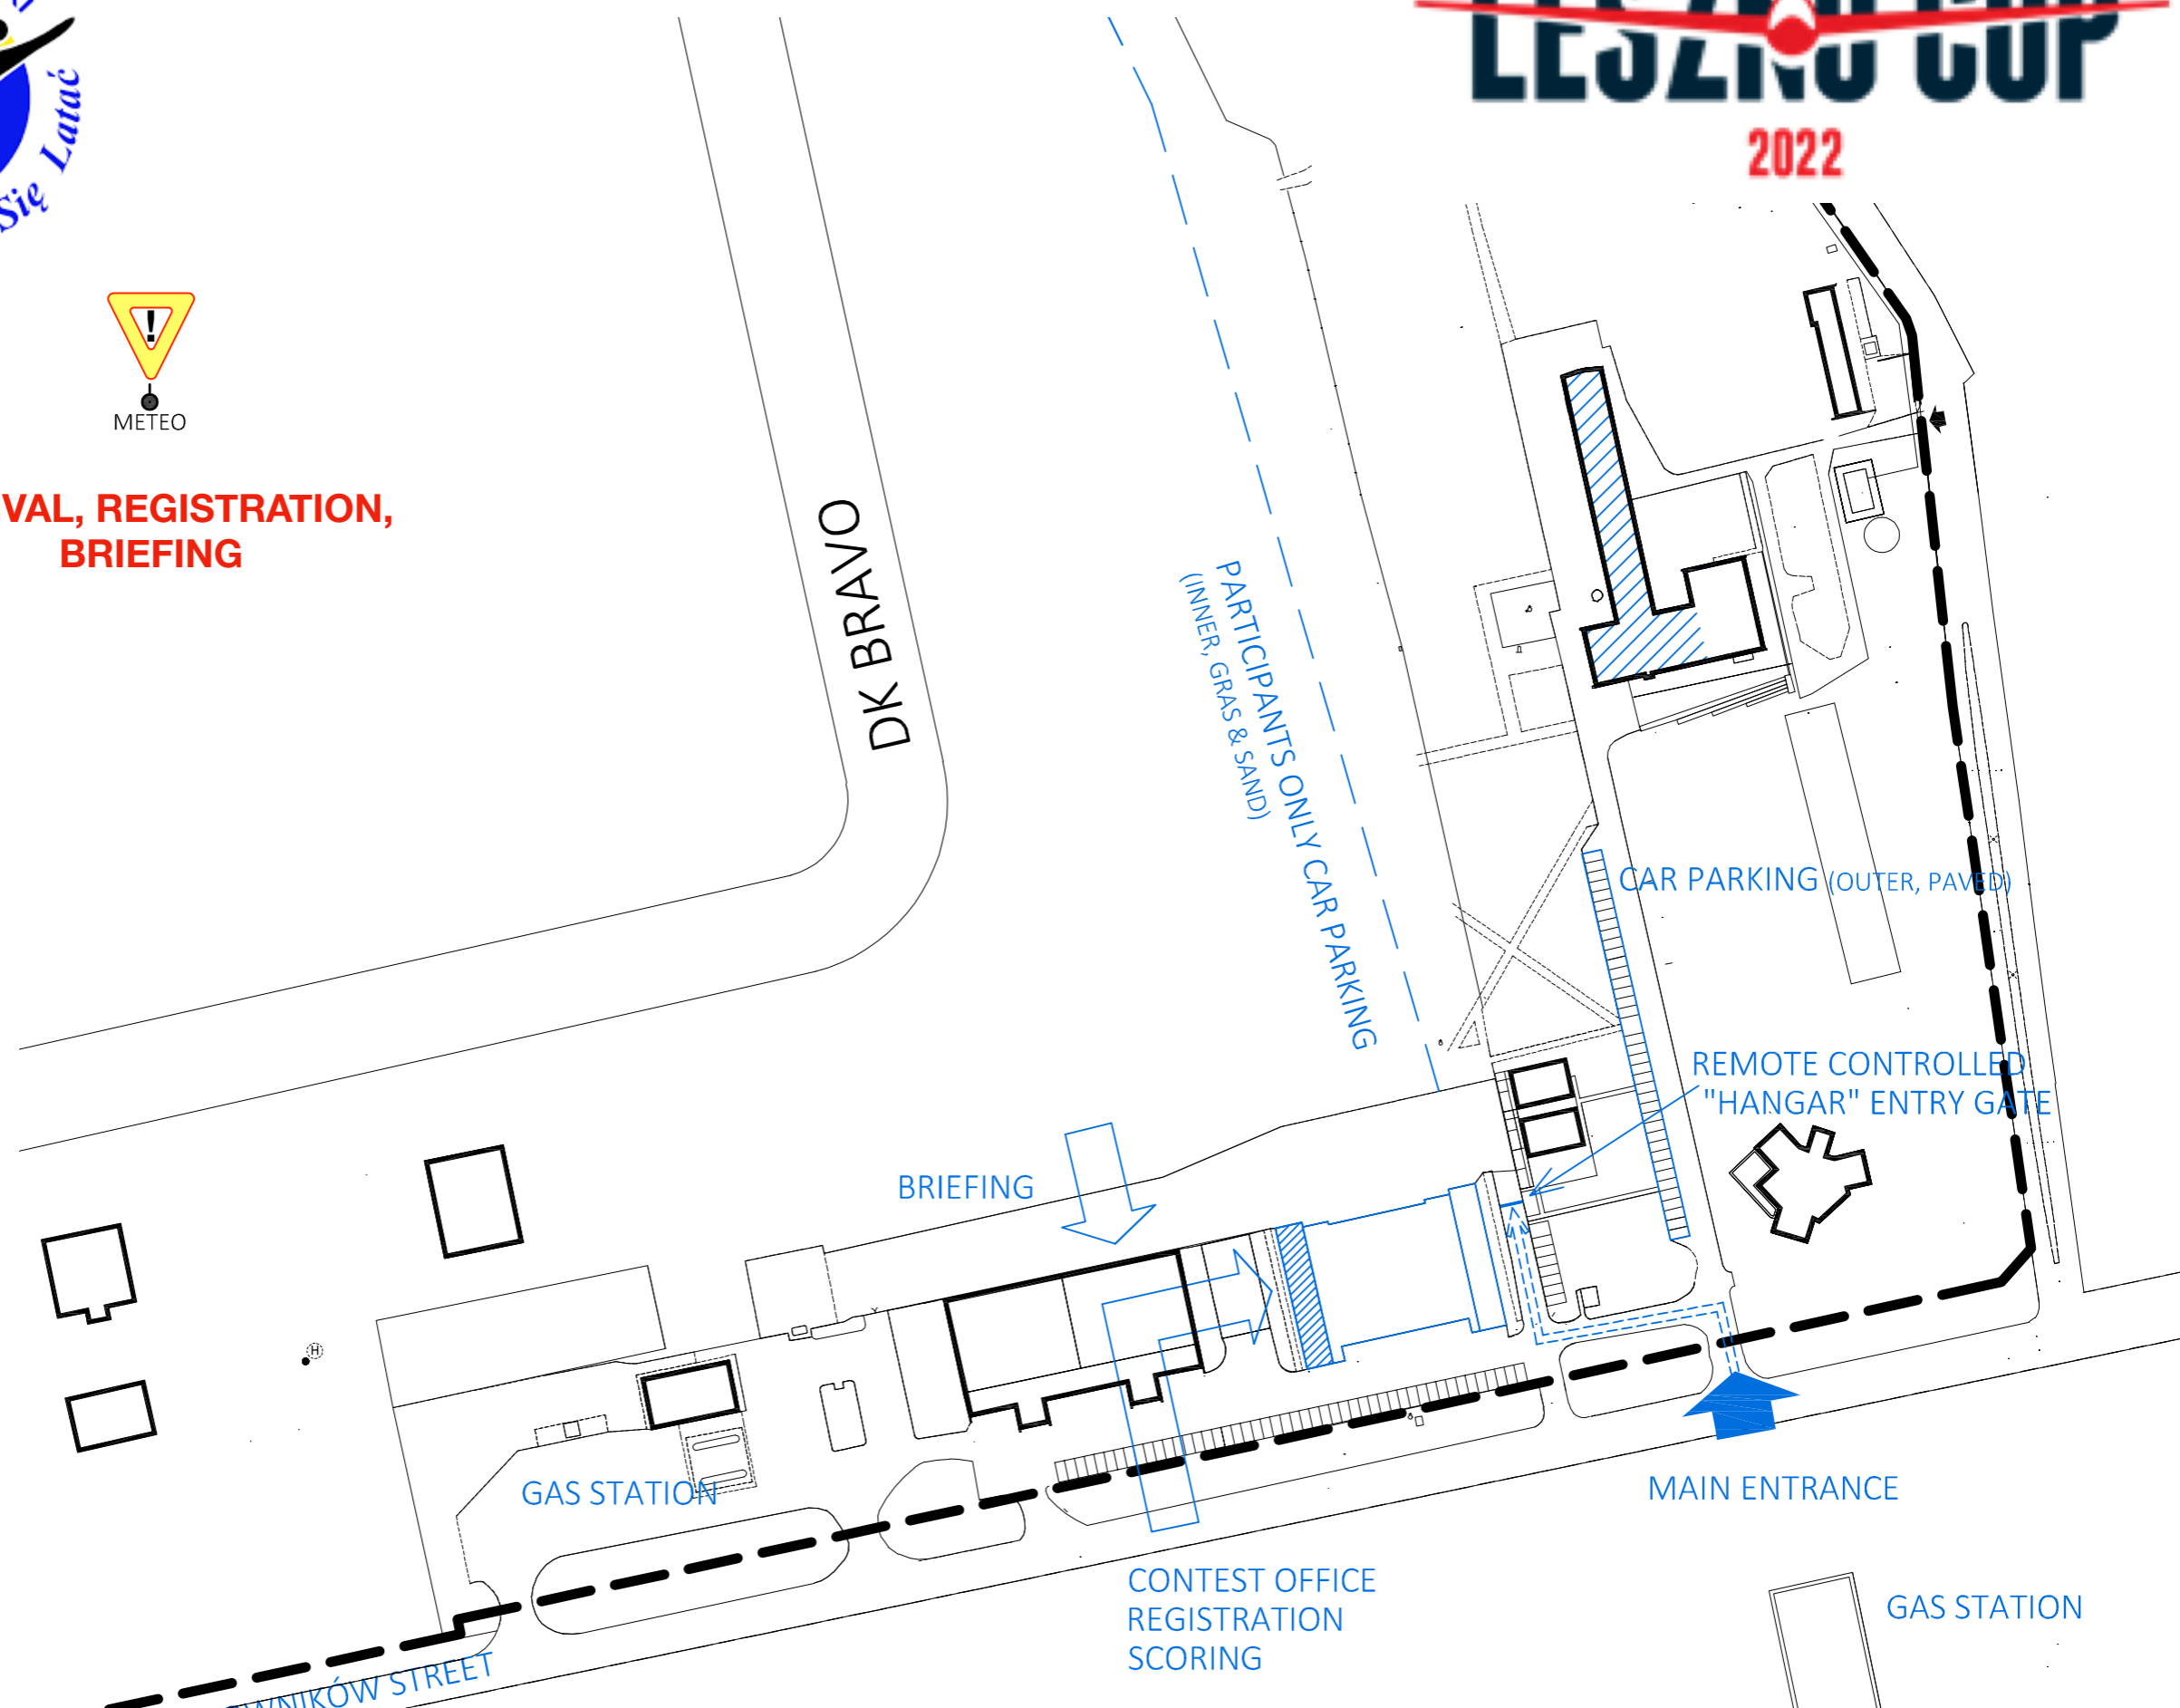 LESZNO CUP
2022
Się Latać
!
METEO
VAL, REGISTRATION,
BRIEFING
DK BRAVO
PARTICIPANTS ONLY CAR PARKING
(INNER, GRAS & SAND)
CAR PARKING (OUTER, PAVED)
REMOTE CONTROLLED
"HANGAR" ENTRY GATE
BRIEFING
H
GAS STATION
MAIN ENTRANCE
CONTEST OFFICE
REGISTRATION
SCORING
GAS STATION
WNIKÓW STREET